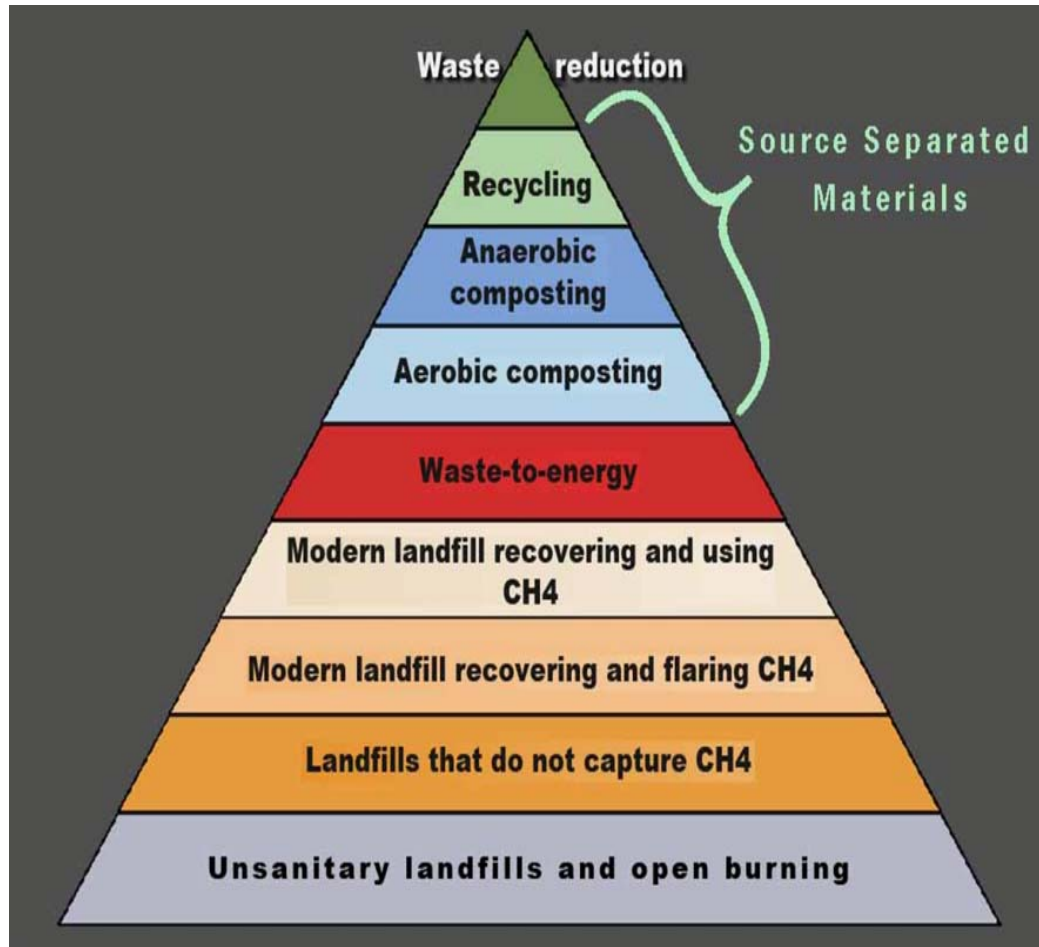 Waste reduction
Source Separated
Materials
Recycling
Anaerobic
composting
Aerobic composting
Waste-to-energy
Modern landfill recovering and using
CH4
Modern landfill recovering and flaring CH4
Landfills that do not capture CH4
Unsanitary landfills and open burning